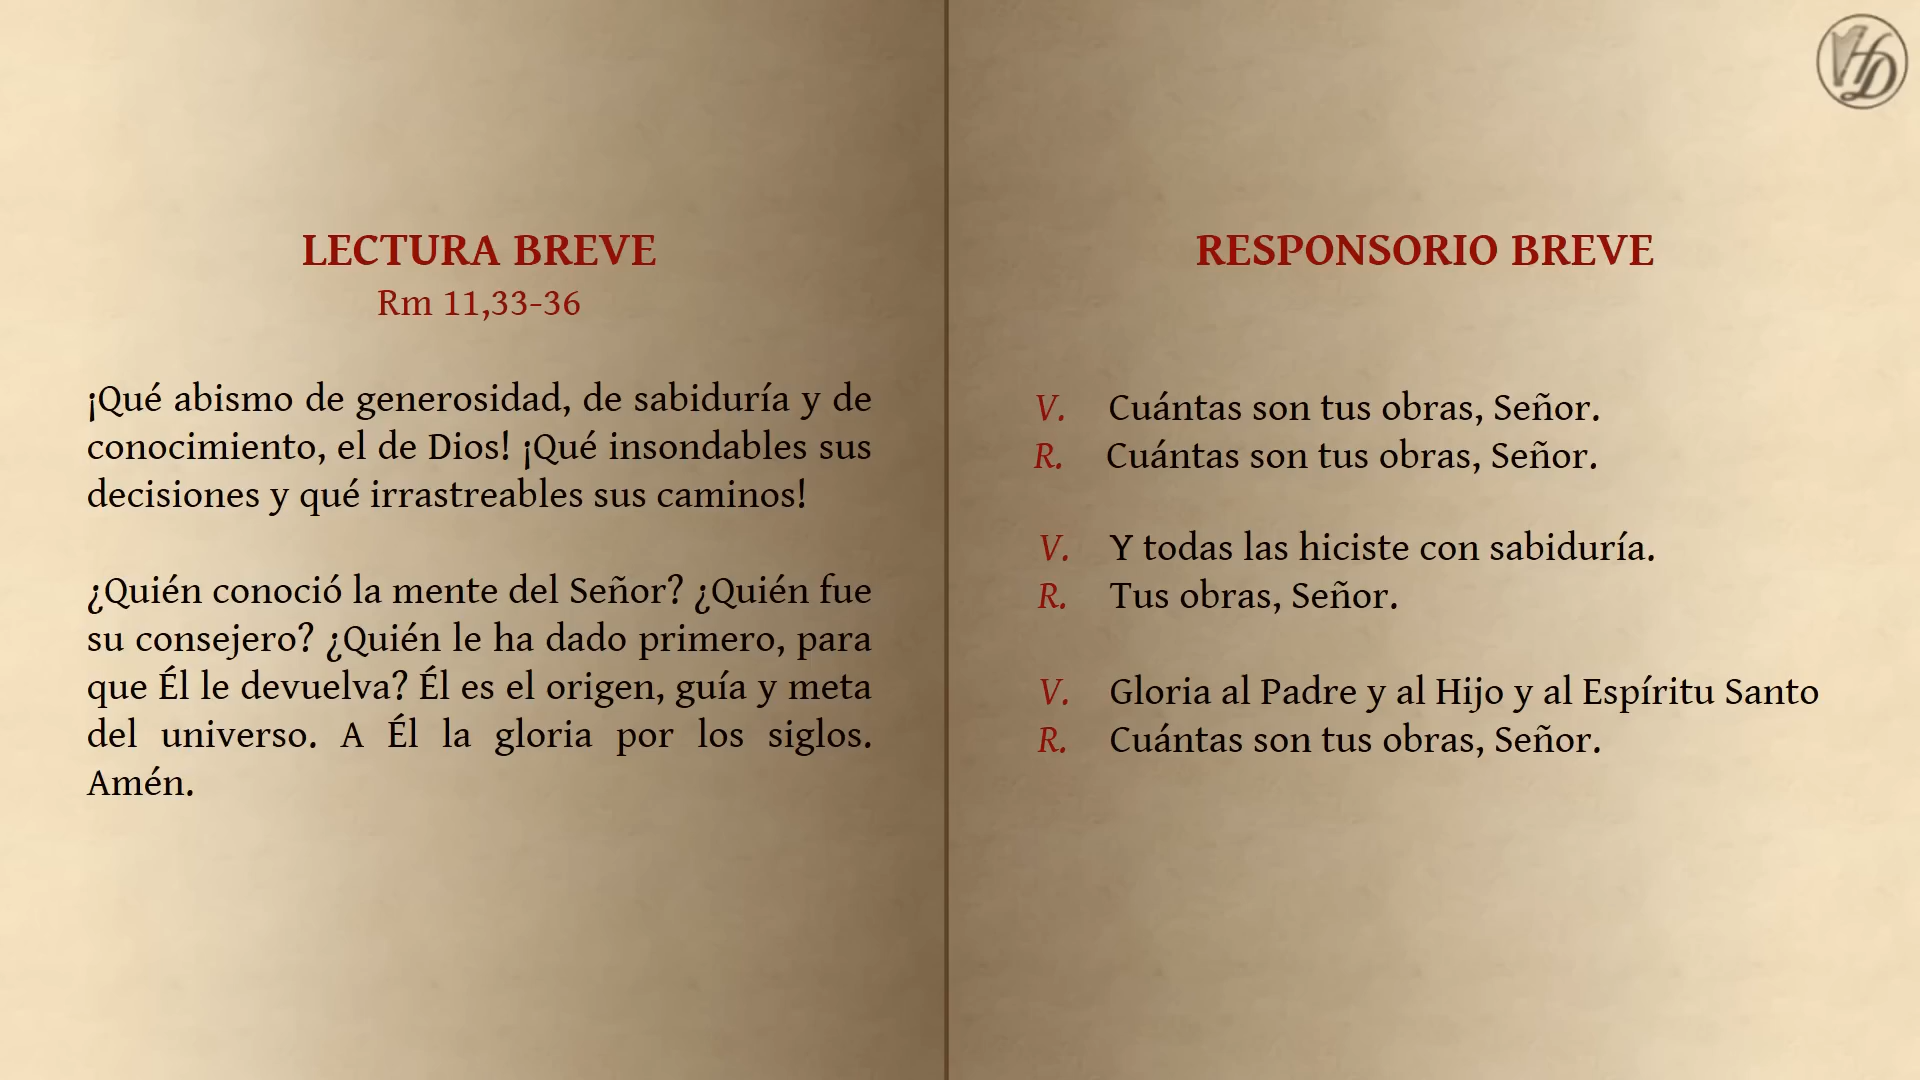 LECTURA BREVE
Rm 11,33-36
¡Qué abismo de generosidad, de sabiduría y de
conocimiento, el de Dios! ¡Qué insondables sus
decisiones y qué irrastreables sus caminos!
¿Quién conoció la mente del Señor? ¿Quién fue
su consejero? ¿Quién le ha dado primero, para
que Él le devuelva? Él es el origen, guía y meta
del universo. A Él la gloria por los siglos.
Amén.
HD
RESPONSORIO BREVE
V. Cuántas son tus obras, Señor.
R. Cuántas son tus obras, Señor.
V. Y todas las hiciste con sabiduría.
R. Tus obras, Señor.
V. Gloria al Padre y al Hijo y al Espíritu Santo
R. Cuántas son tus obras, Señor.